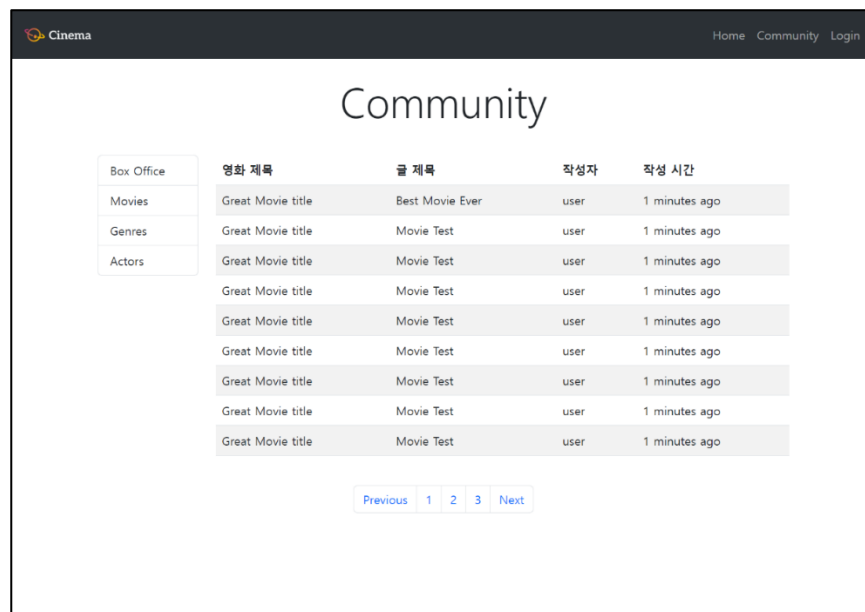 Cinema
Home Community Login
Community
Box Office
Movies
Genres
Actors
영화 제목 글 제목 작성자 작성 시간
Great Movie title Best Movie Ever user 1 minutes ago
Great Movie title Movie Test user 1 minutes ago
Great Movie title Movie Test user 1 minutes ago
Great Movie title Movie Test user 1 minutes ago
Great Movie title Movie Test user 1 minutes ago
Great Movie title Movie Test user 1 minutes ago
Great Movie title Movie Test user 1 minutes ago
Great Movie title Movie Test user 1 minutes ago
Great Movie title Movie Test user 1 minutes ago
Previous 1 2 3 Next